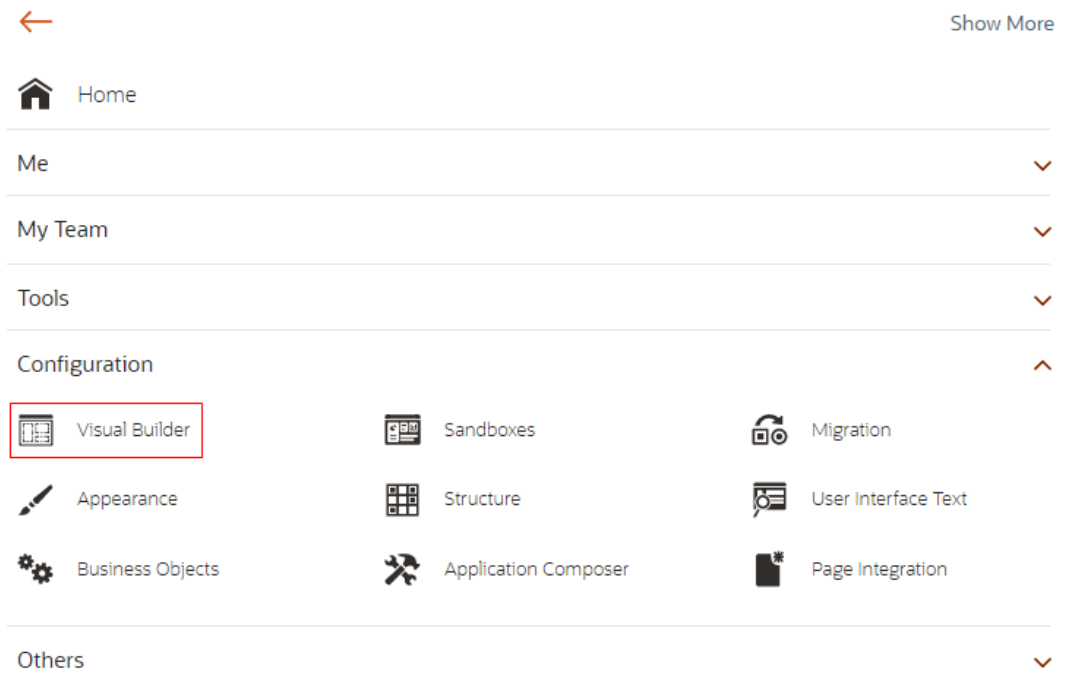 Show More
Home
Me
My Team
Tools
Configuration
Visual Builder
Sandboxes
Migration
Appearance
Structure
User Interface Text
Business Objects
Application Composer
Page Integration
Others